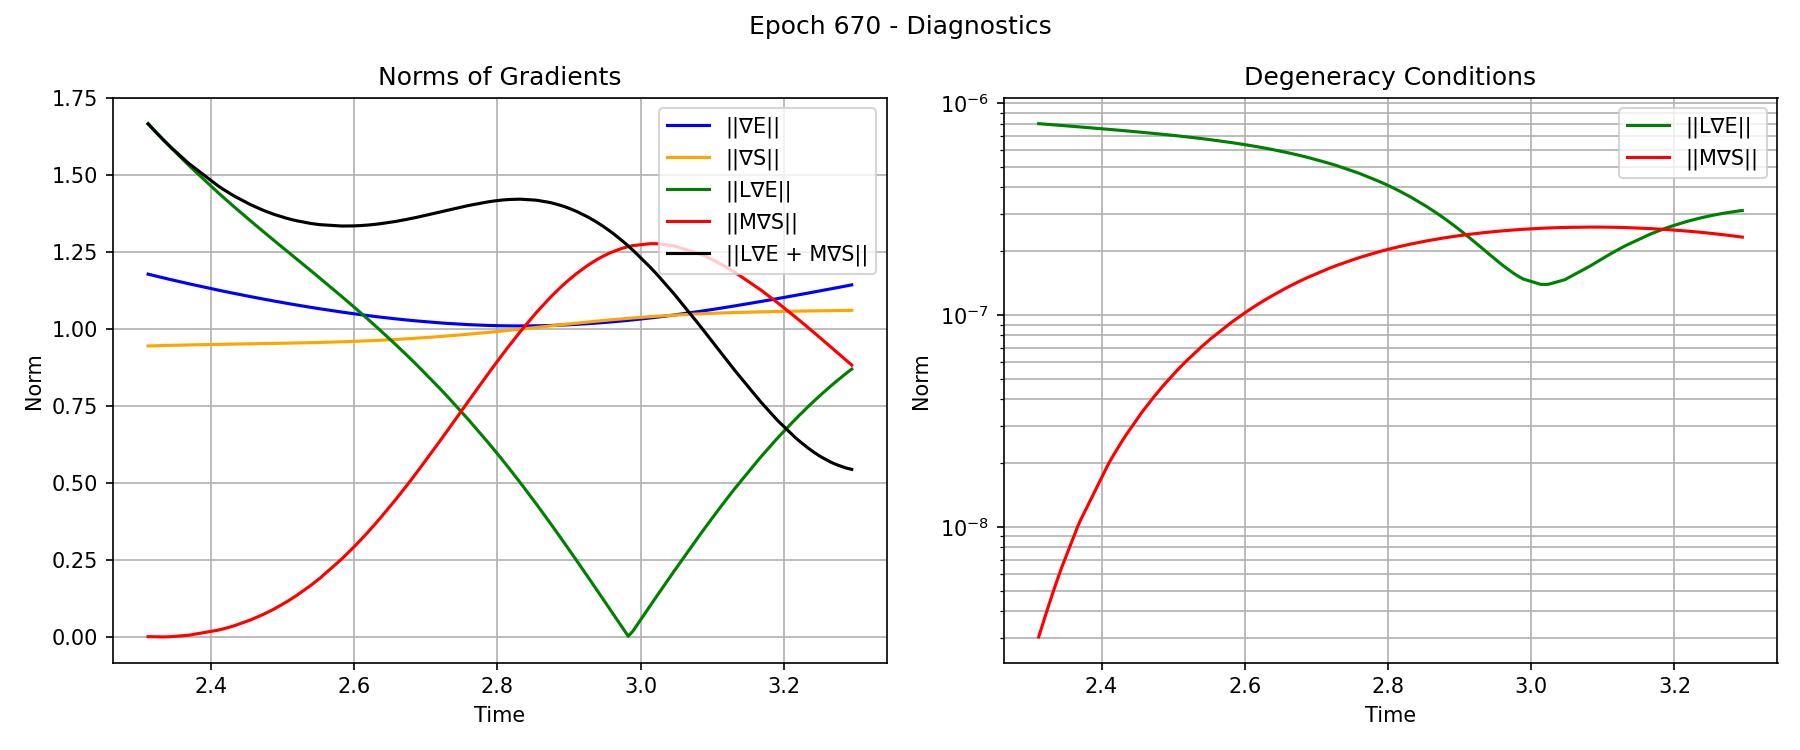 Epoch 670 - Diagnostics
Norms of Gradients
1.75
1.50
1.25
1.00
0.75
0.50
0.25
0.00
Norm
2.4 2.6 2.8 3.0 3.2
Time
||∇E||
||∇S||
||L∇E||
||M∇S||
||L∇E + M∇S||
Degeneracy Conditions
10⁻⁶
10⁻⁷
10⁻⁸
Norm
2.4 2.6 2.8 3.0 3.2
Time
||L∇E||
||M∇S||